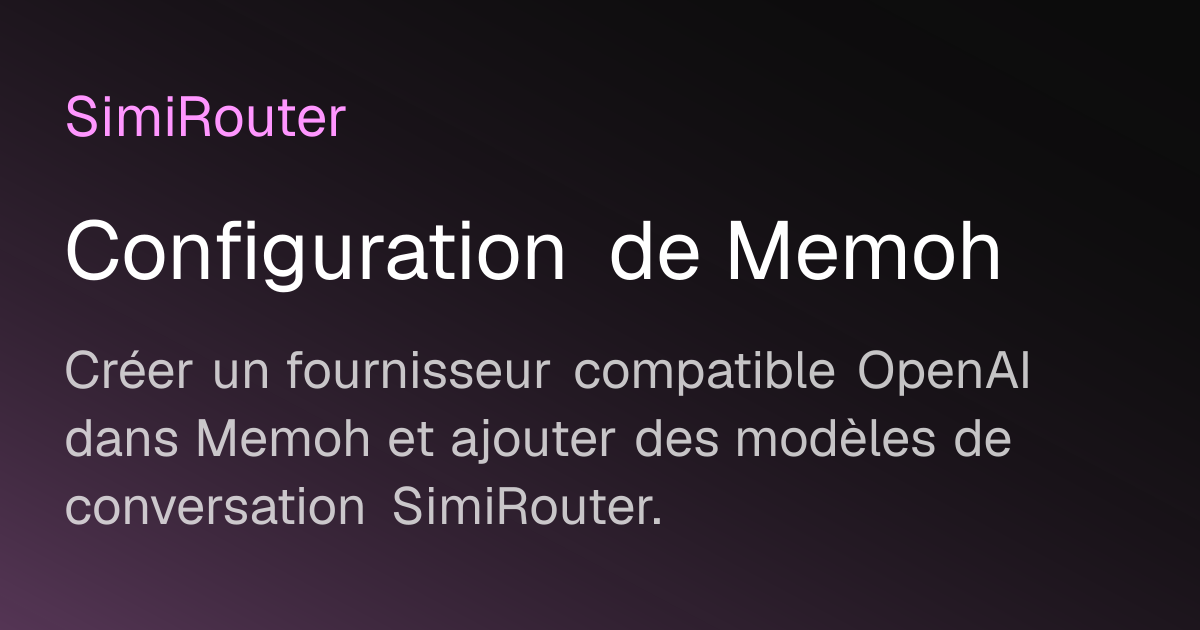 SimiRouter
Configuration de Memoh
Créer un fournisseur compatible OpenAI
dans Memoh et ajouter des modèles de
conversation SimiRouter.